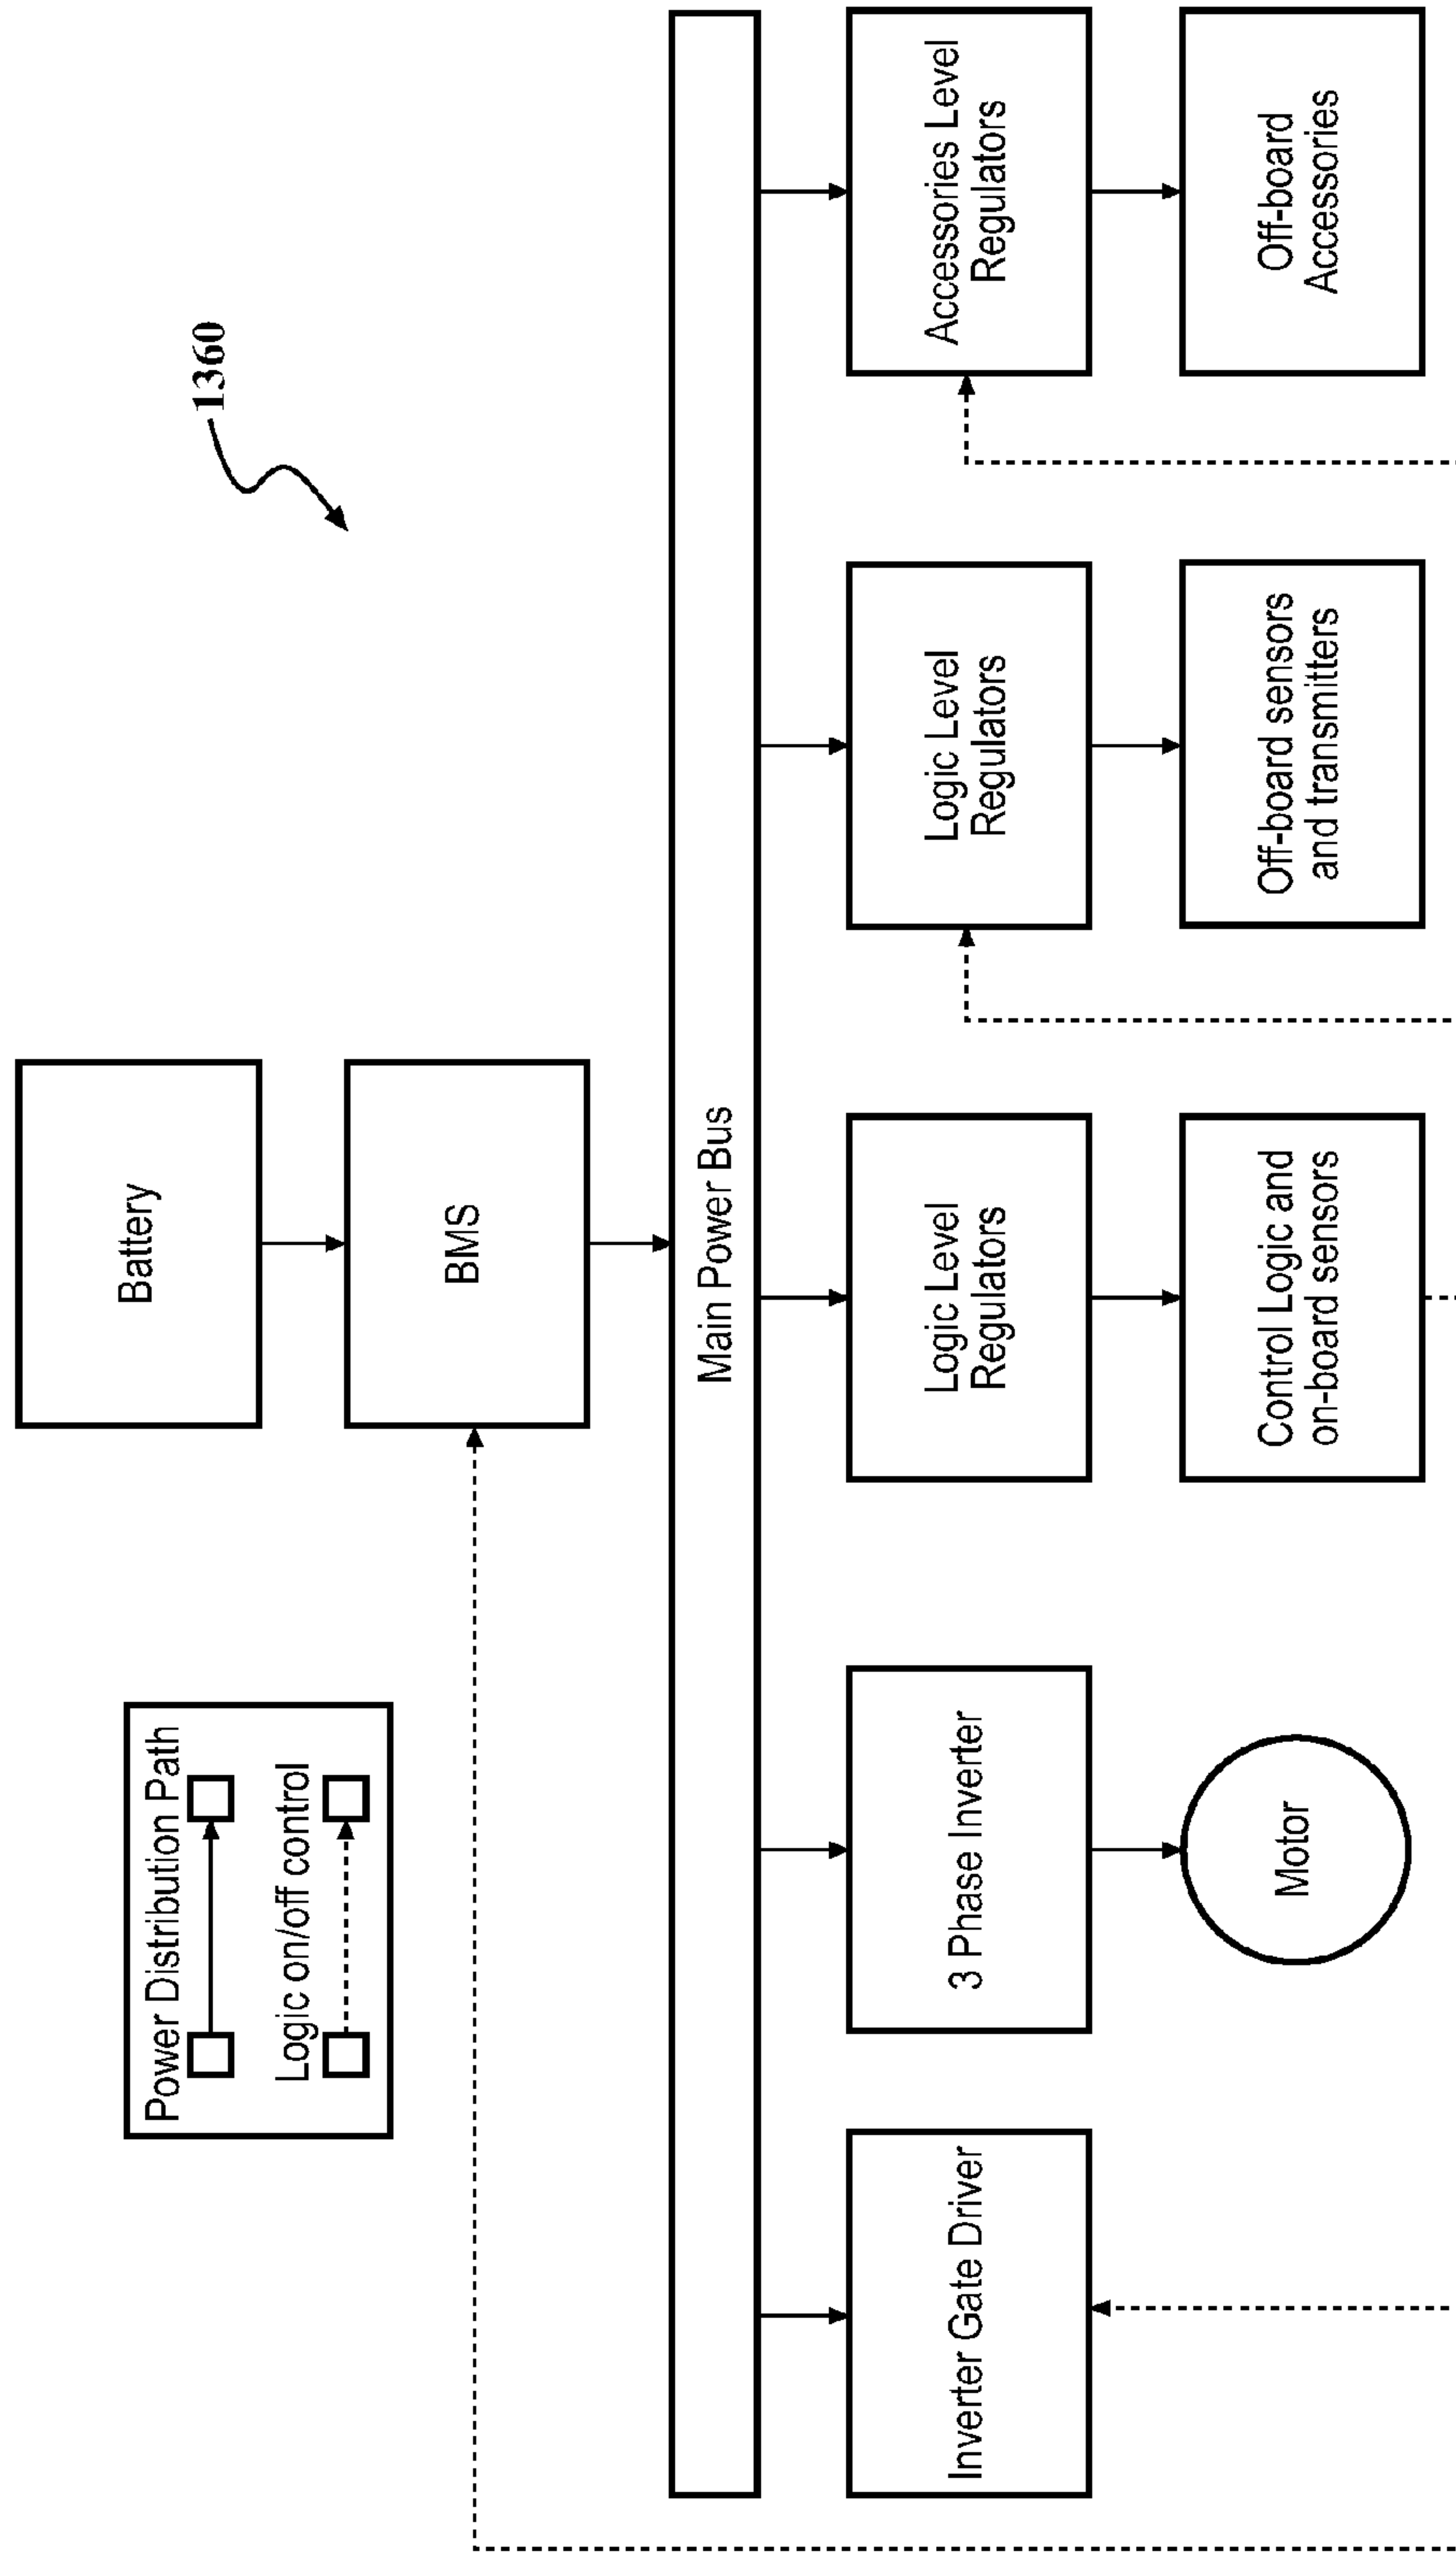 1360
Battery
Power Distribution Path
Logic on/off control
BMS
Main Power Bus
Inverter Gate Driver
3 Phase Inverter
Logic Level
Regulators
Logic Level
Regulators
Accessories Level
Regulators
Motor
Control Logic and
on-board sensors
Off-board sensors
and transmitters
Off-board
Accessories